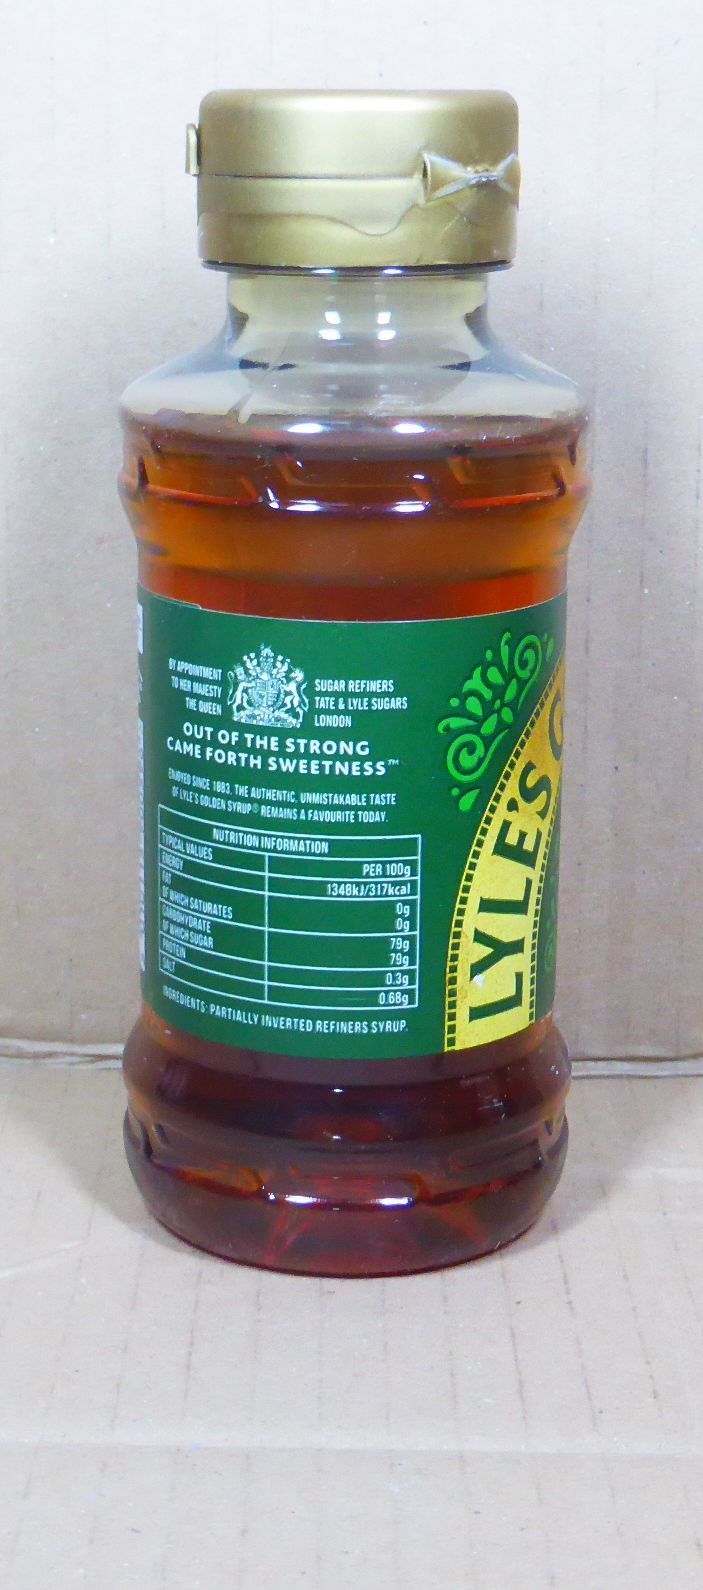 BY APPOINTMENT
TO HER MAJESTY
THE QUEEN
SUGAR REFINERS
TATE & LYLE SUGARS
LONDON
OUT OF THE STRONG
CAME FORTH SWEETNESS™
ENJOYED SINCE 1883, THE AUTHENTIC, UNMISTAKABLE TASTE
OF LYLE'S GOLDEN SYRUP® REMAINS A FAVOURITE TODAY.
NUTRITION INFORMATION
TYPICAL VALUES PER 100g
ENERGY 1348kJ/317kcal
FAT 0g
OF WHICH SATURATES 0g
CARBOHYDRATE 79g
OF WHICH SUGAR 79g
PROTEIN 0.3g
SALT 0.68g
INGREDIENTS: PARTIALLY INVERTED REFINERS SYRUP.
LYLE'S G